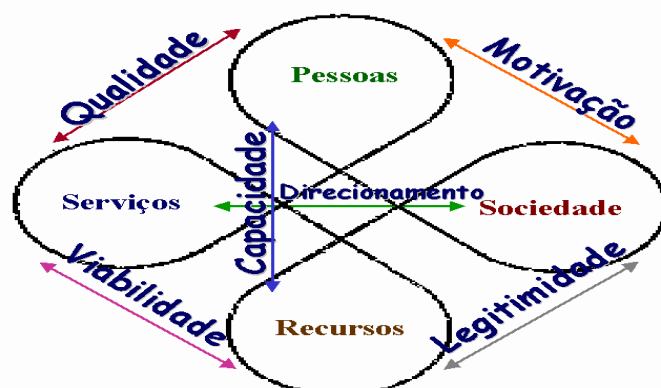 Qualidade
Pessoas
Motivação
Capacidade
Direcionamento
Serviços
Sociedade
Viabilidade
Recursos
Legitimidade